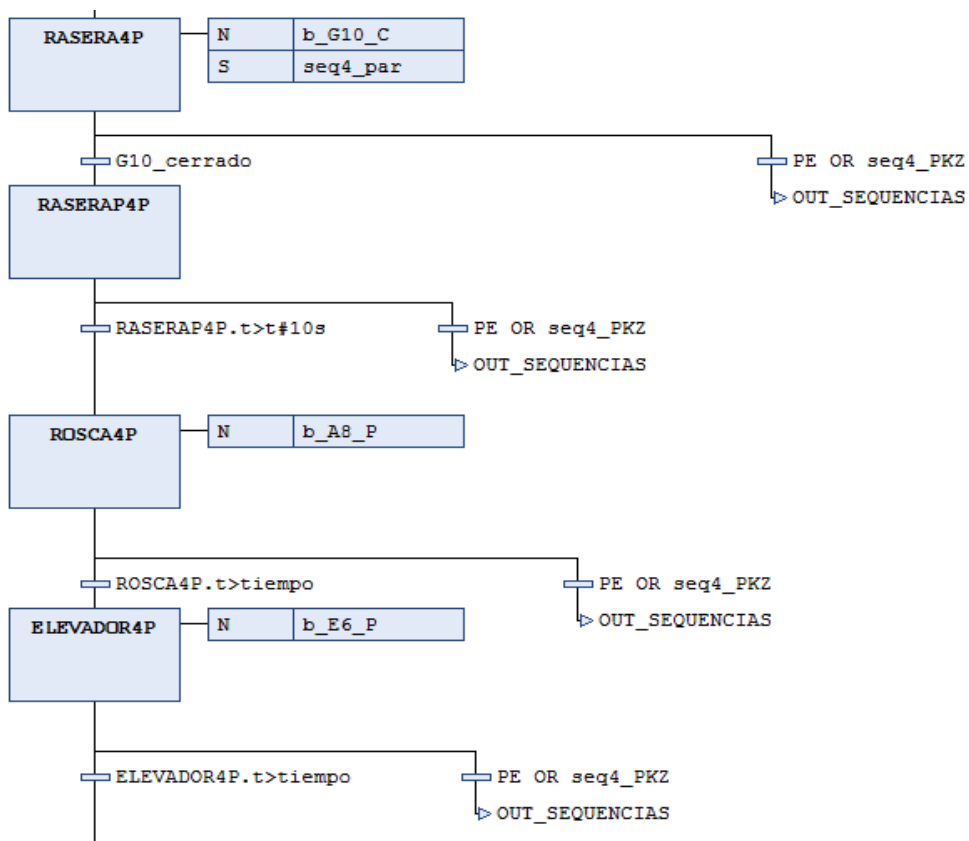 RASERA4P N b_G10_C
S seq4_par
G10_cerrado PE OR seq4_PKZ
RASERAP4P OUT_SEQUENCIAS
RASERAP4P.t>t#10s PE OR seq4_PKZ
OUT_SEQUENCIAS
ROSCA4P N b_A8_P
ROSCA4P.t>tiempo PE OR seq4_PKZ
ELEVADOR4P N b_E6_P OUT_SEQUENCIAS
ELEVADOR4P.t>tiempo PE OR seq4_PKZ
OUT_SEQUENCIAS